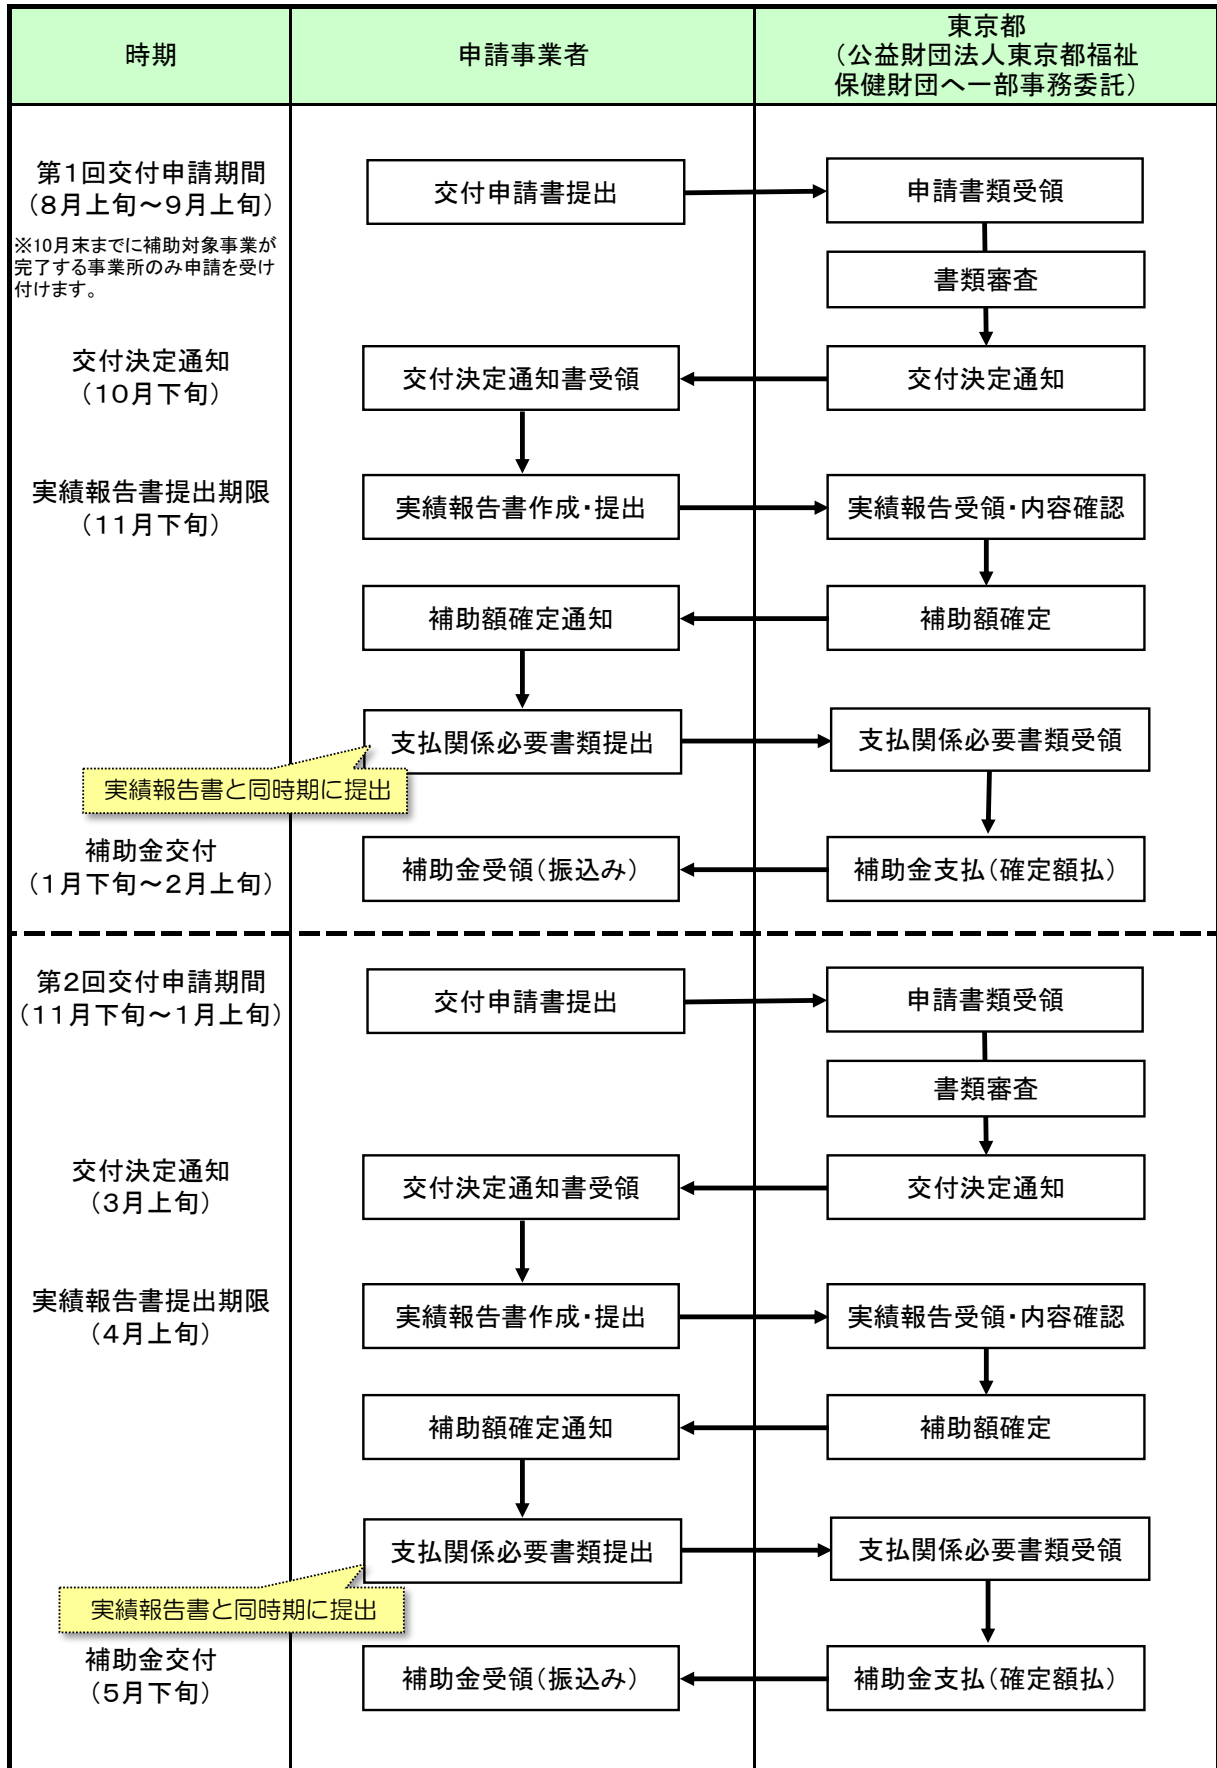 時期
申請事業者
東京都
（公益財団法人東京都福祉
保健財団へ一部事務委託）
第１回交付申請期間
（８月上旬～９月上旬）
※10月末までに補助対象事業が
完了する事業所のみ申請を受け
付けます。
交付申請書提出
申請書類受領
書類審査
交付決定通知
（１０月下旬）
交付決定通知書受領
交付決定通知
実績報告書提出期限
（１１月下旬）
実績報告書作成・提出
実績報告受領・内容確認
補助額確定通知
補助額確定
支払関係必要書類提出
支払関係必要書類受領
実績報告書と同時期に提出
補助金交付
（１月下旬～２月上旬）
補助金受領（振込み）
補助金支払（確定額払）
第２回交付申請期間
（１１月下旬～１月上旬）
交付申請書提出
申請書類受領
書類審査
交付決定通知
（３月上旬）
交付決定通知書受領
交付決定通知
実績報告書提出期限
（４月上旬）
実績報告書作成・提出
実績報告受領・内容確認
補助額確定通知
補助額確定
支払関係必要書類提出
支払関係必要書類受領
実績報告書と同時期に提出
補助金交付
（５月下旬）
補助金受領（振込み）
補助金支払（確定額払）